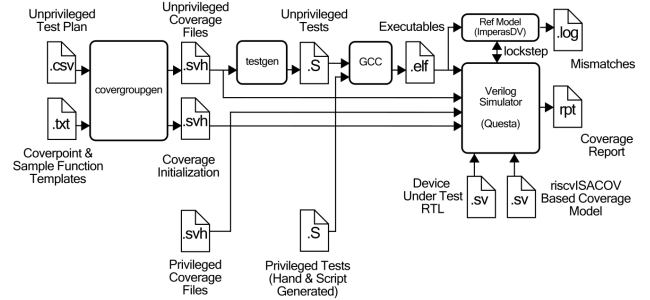 Unprivileged
Test Plan
.csv
.txt
Coverpoint &
Sample Function
Templates
covergroupgen
Unprivileged
Coverage
Files
.svh
.svh
Coverage
Initialization
testgen
Unprivileged
Tests
.S
GCC
Executables
.elf
Ref Model
(ImperasDV)
.log
Mismatches
lockstep
Verilog
Simulator
(Questa)
rpt
Coverage
Report
Device
Under Test
RTL
.sv
.sv
riscvISACOV
Based Coverage
Model
.svh
Privileged
Coverage
Files
.S
Privileged Tests
(Hand & Script
Generated)